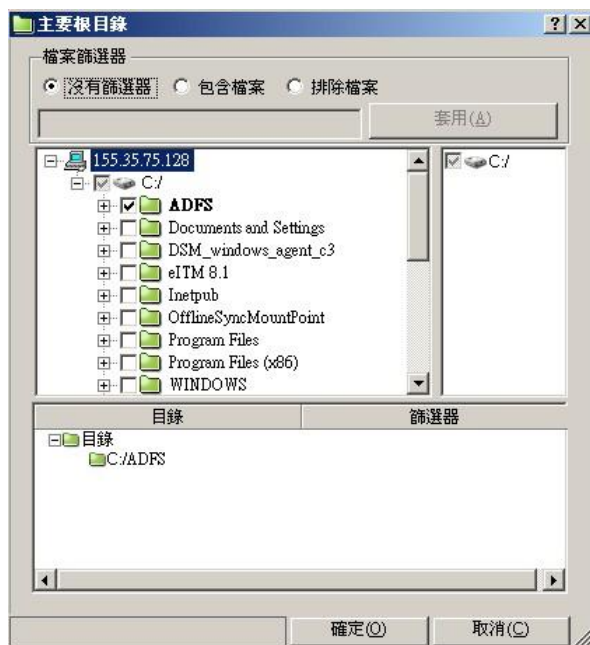 主要根目錄
檔案篩選器
沒有篩選器 包含檔案 排除檔案
套用(A)
155.35.75.128
C:/
C:/
ADFS
Documents and Settings
DSM_windows_agent_c3
eITM 8.1
Inetpub
OfflineSyncMountPoint
Program Files
Program Files (x86)
WINDOWS
目錄 篩選器
目錄
C:/ADFS
確定(O) 取消(C)